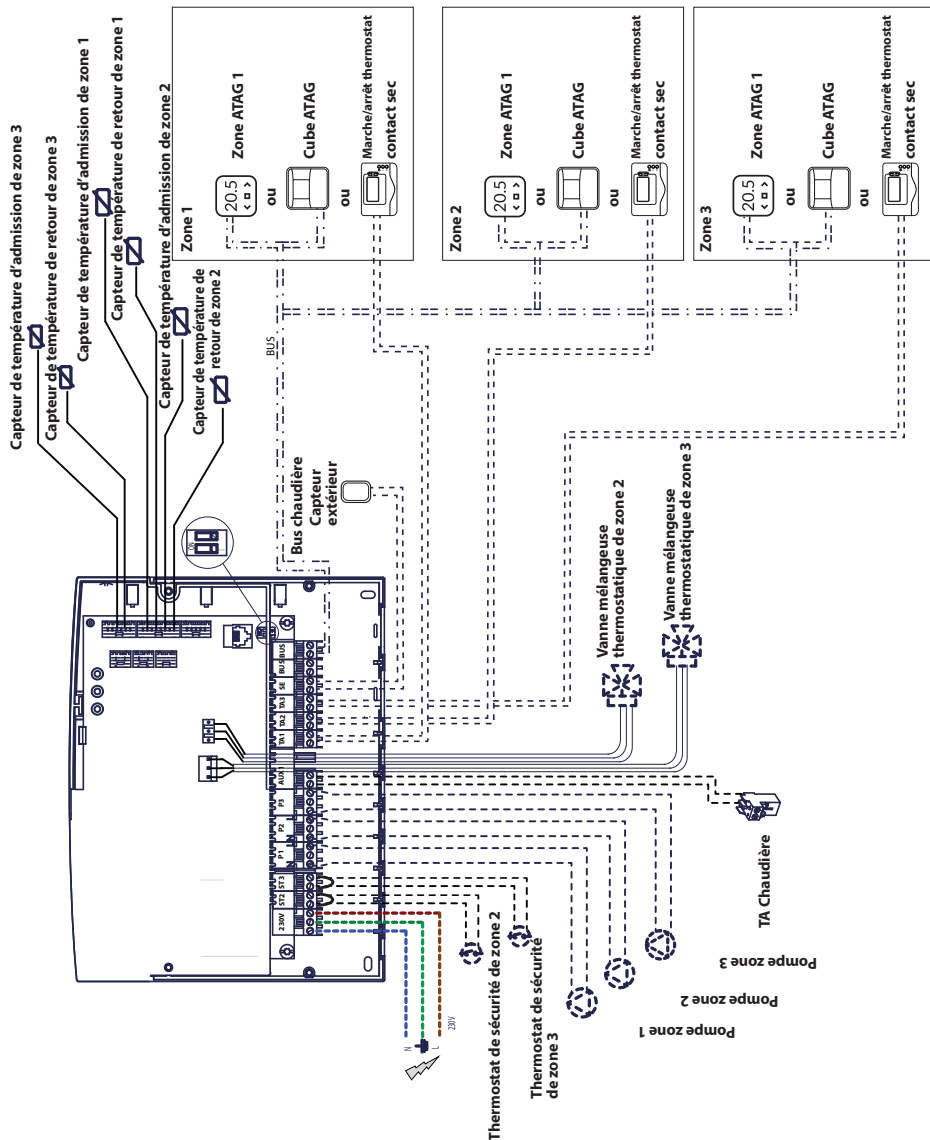 Capteur de température d'admission de zone 3
Capteur de température de retour de zone 3
Capteur de température d'admission de zone 1
Capteur de température de retour de zone 1
Capteur de température d'admission de zone 2
Capteur de température de
retour de zone 2
Zone 1
20.5
Zone ATAG 1
ou
Cube ATAG
ou
Marche/arrêt thermostat
contact sec
Zone 2
20.5
Zone ATAG 1
ou
Cube ATAG
ou
Marche/arrêt thermostat
contact sec
Zone 3
20.5
Zone ATAG 1
ou
Cube ATAG
ou
Marche/arrêt thermostat
contact sec
BUS
Bus chaudière
Capteur
extérieur
ON
230V
ST2
ST3
P1
P2
P3
AUX1
TA1
TA2
TA3
SE
BUS
BUS
N
L
230V
Vanne mélangeuse
thermostatique de zone 2
Vanne mélangeuse
thermostatique de zone 3
TA Chaudière
Thermostat de sécurité de zone 2
Thermostat de sécurité
de zone 3
Pompe zone 1
Pompe zone 2
Pompe zone 3